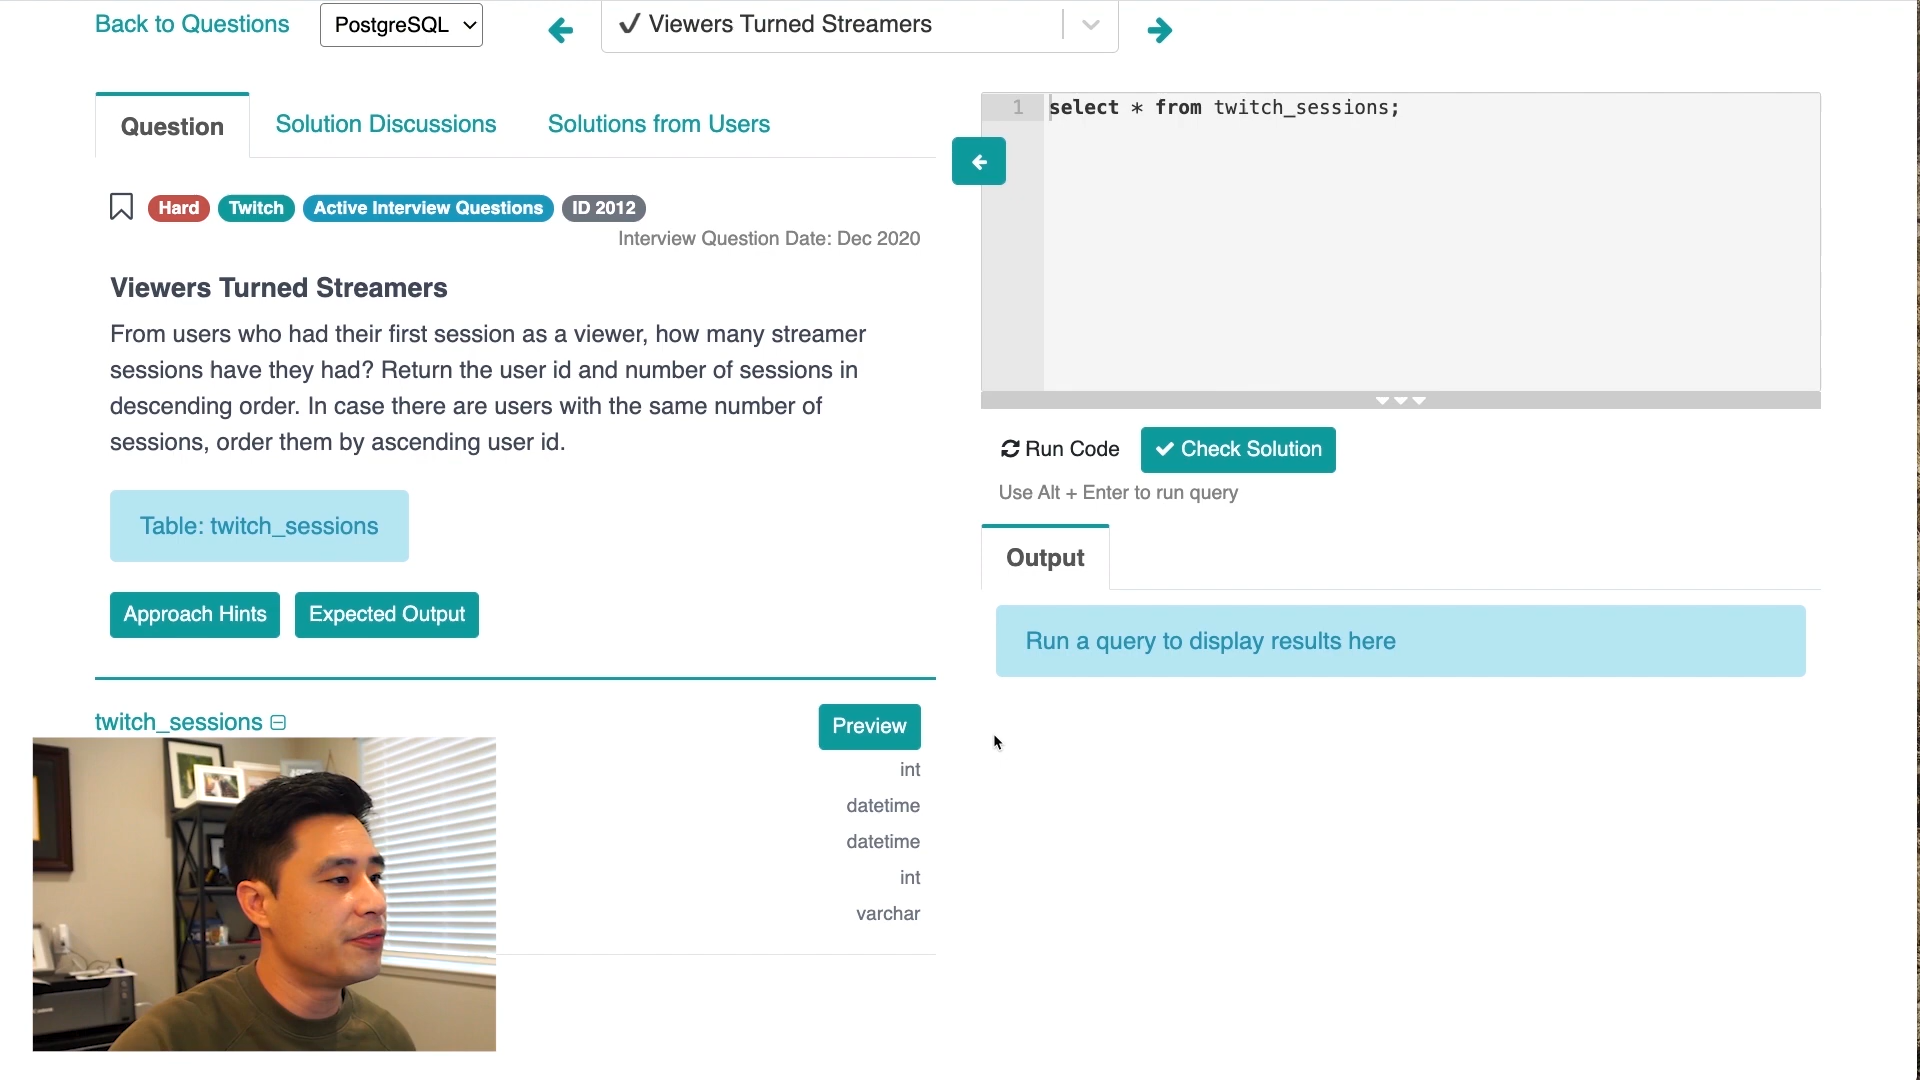 Back to Questions
PostgreSQL
✓ Viewers Turned Streamers
Question
Solution Discussions
Solutions from Users
Hard
Twitch
Active Interview Questions
ID 2012
Interview Question Date: Dec 2020
Viewers Turned Streamers
From users who had their first session as a viewer, how many streamer
sessions have they had? Return the user id and number of sessions in
descending order. In case there are users with the same number of
sessions, order them by ascending user id.
Table: twitch_sessions
Approach Hints
Expected Output
twitch_sessions
Preview
int
datetime
datetime
int
varchar
1 select * from twitch_sessions;
Run Code
Check Solution
Use Alt + Enter to run query
Output
Run a query to display results here